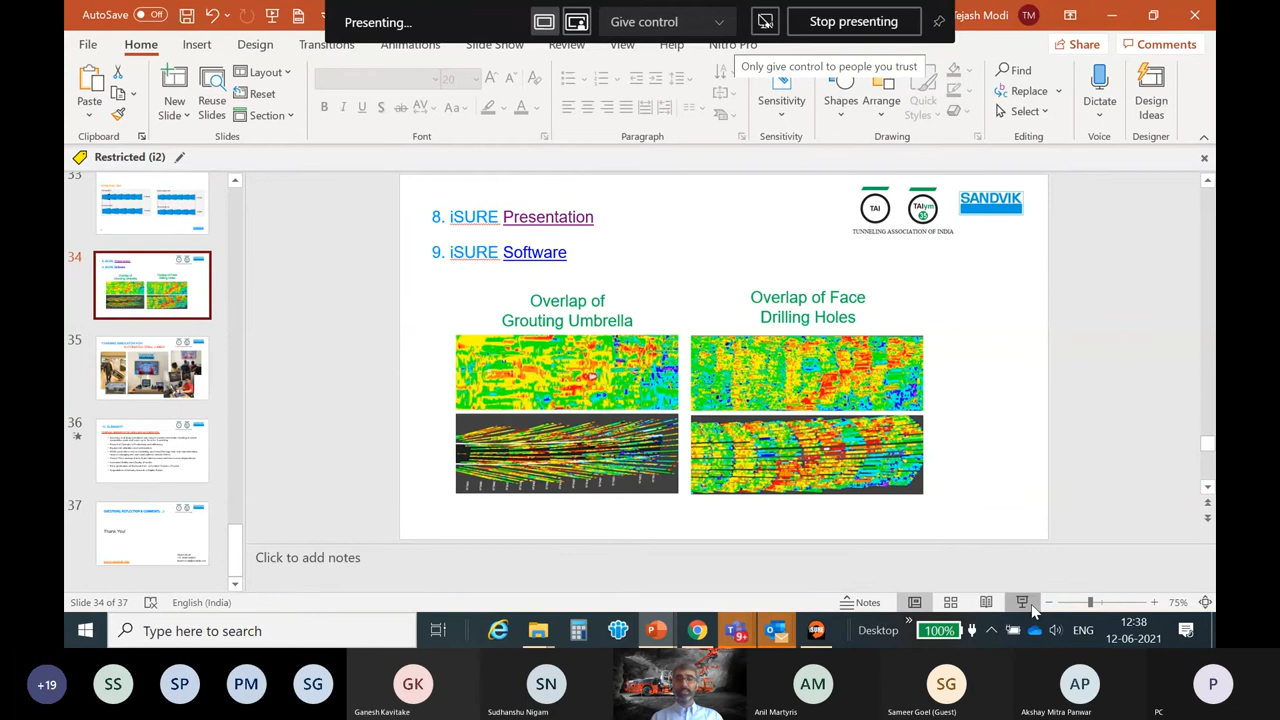 AutoSave Off
Presenting...
Give control
Stop presenting
Tejash Modi
TM
File
Home
Insert
Design
Transitions
Animations
Slide Show
Review
View
Help
Nitro Pro
Share
Comments
Only give control to people you trust
Paste
New
Slide
Reuse
Slides
Layout
Reset
Section
Sensitivity
Shapes
Arrange
Quick
Styles
Find
Replace
Select
Dictate
Design
Ideas
Clipboard
Slides
Font
Paragraph
Sensitivity
Drawing
Editing
Voice
Designer
Restricted (i2)
33
34
35
36
37
Thank You!
8. iSURE Presentation
9. iSURE Software
TAI
TAIym
35
SANDVIK
TUNNELING ASSOCIATION OF INDIA
Overlap of
Grouting Umbrella
Overlap of Face
Drilling Holes
Click to add notes
Slide 34 of 37
English (India)
Notes
75%
Type here to search
9+
Desktop
100%
ENG
12:38
12-06-2021
+19
SS
SP
PM
SG
GK
Ganesh Kavitake
SN
Sudhanshu Nigam
AM
Anil Martyris
SG
Sameer Goel (Guest)
AP
Akshay Mitra Panwar
P
PC